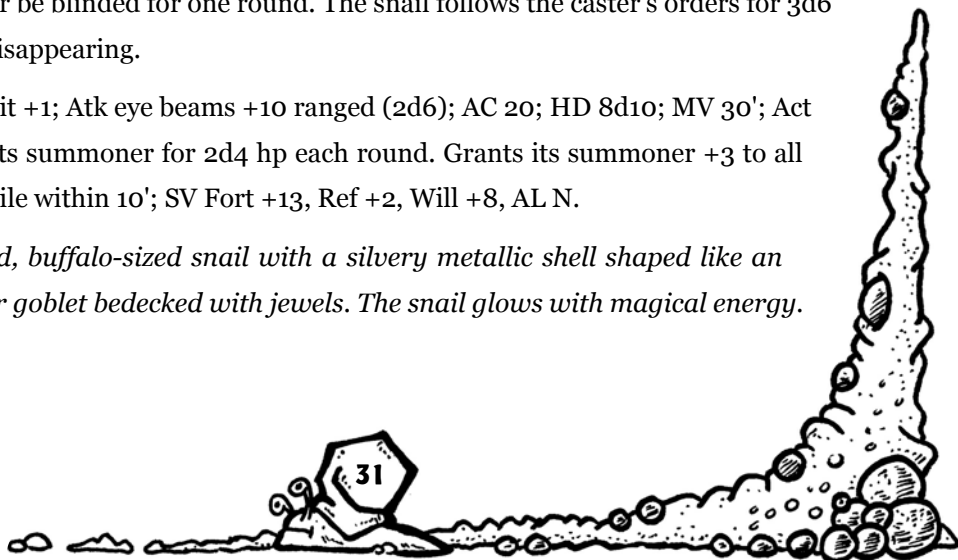 be blinded for one round. The snail follows the caster's orders for 3d6
isappearing.
it +1; Atk eye beams +10 ranged (2d6); AC 20; HD 8d10; MV 30'; Act
ts summoner for 2d4 hp each round. Grants its summoner +3 to all
ile within 10'; SV Fort +13, Ref +2, Will +8, AL N.
d, buffalo-sized snail with a silvery metallic shell shaped like an
r goblet bedecked with jewels. The snail glows with magical energy.
31